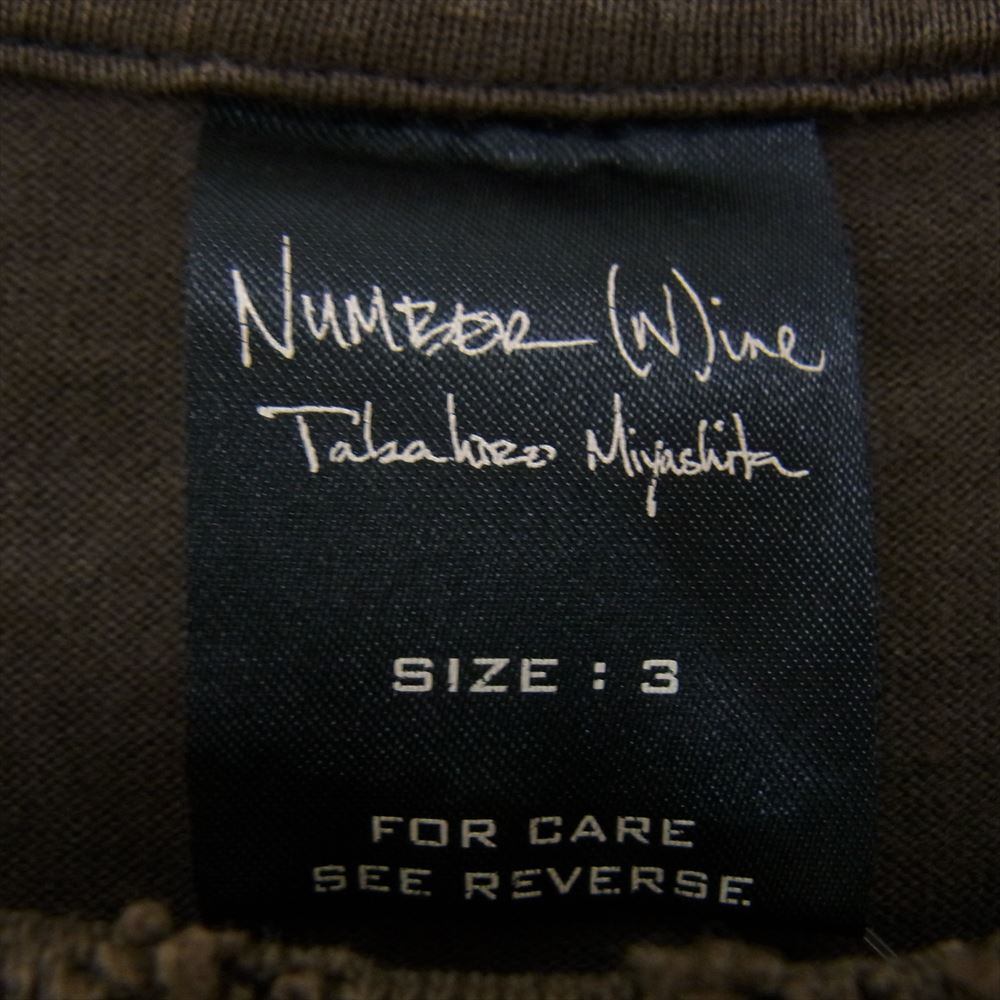 NUMBER (N)ine
Takahiro Miyashita
SIZE : 3
FOR CARE
SEE REVERSE